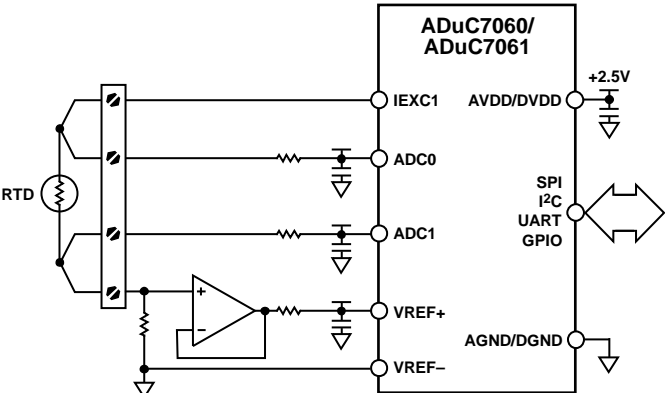 ADuC7060/
ADuC7061
+2.5V
IEXC1
AVDD/DVDD
ADC0
SPI
I²C
UART
GPIO
RTD
ADC1
+
−
VREF+
AGND/DGND
VREF−